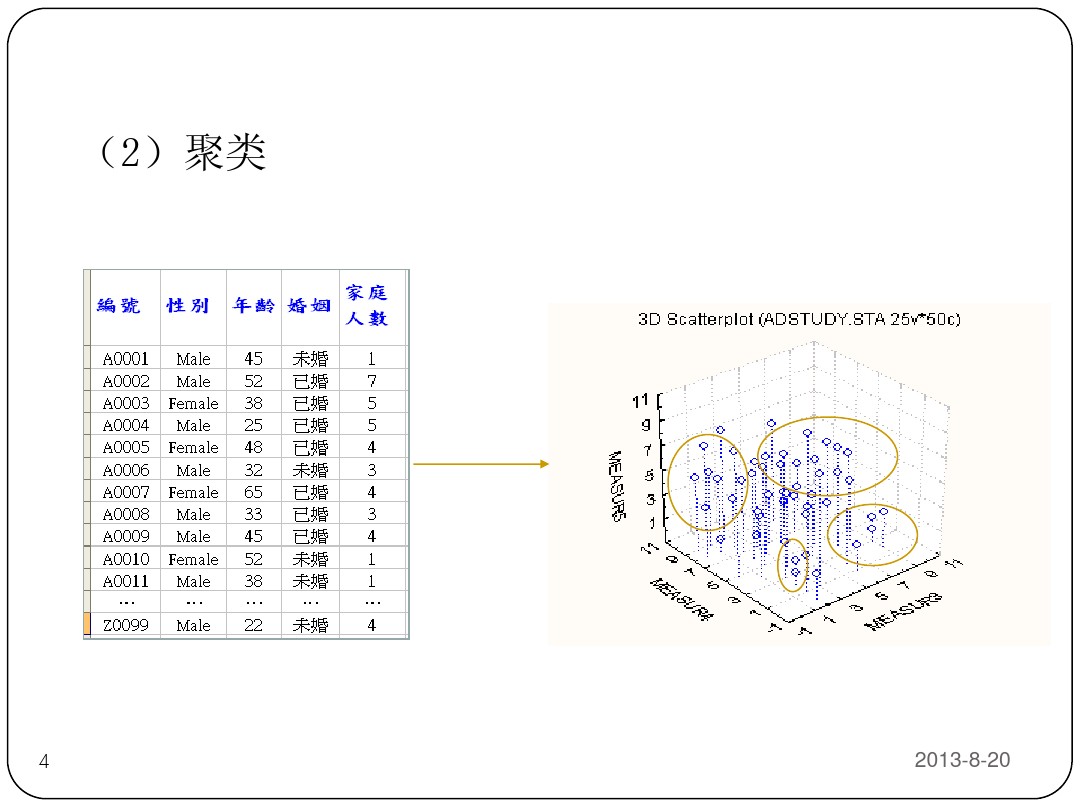 （2）聚类
編號 性別 年齡 婚姻 家庭人數
A0001 Male 45 未婚 1
A0002 Male 52 已婚 7
A0003 Female 38 已婚 5
A0004 Male 25 已婚 5
A0005 Female 48 已婚 4
A0006 Male 32 未婚 3
A0007 Female 65 已婚 4
A0008 Male 33 已婚 3
A0009 Male 45 已婚 4
A0010 Female 52 未婚 1
A0011 Male 38 未婚 1
... ... ... ... ...
Z0099 Male 22 未婚 4
3D Scatterplot (ADSTUDY.STA 25v*50c)
11
9
7
5
3
1
MEASUR5
MEASUR4
11
9
7
5
3
1
-1
MEASUR3
-1
1
3
5
7
9
11
4
2013-8-20